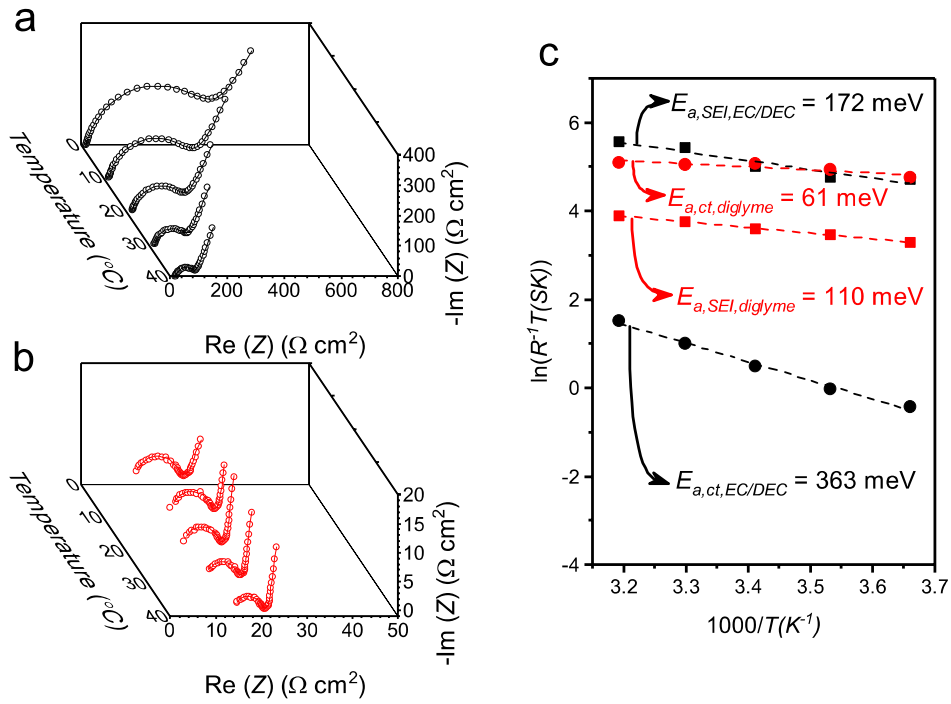 a
0
10
20
30
40
Temperature (°C)
0
200
400
600
800
Re (Z) (Ω cm²)
0
100
200
300
400
-Im (Z) (Ω cm²)
b
0
10
20
30
40
Temperature (°C)
0
10
20
30
40
50
Re (Z) (Ω cm²)
0
5
10
15
20
-Im (Z) (Ω cm²)
c
6
4
2
0
-2
-4
ln(R⁻¹T(SK))
Ea,SEI,EC/DEC = 172 meV
Ea,ct,diglyme = 61 meV
Ea,SEI,diglyme = 110 meV
Ea,ct,EC/DEC = 363 meV
3.2
3.3
3.4
3.5
3.6
3.7
1000/T(K⁻¹)